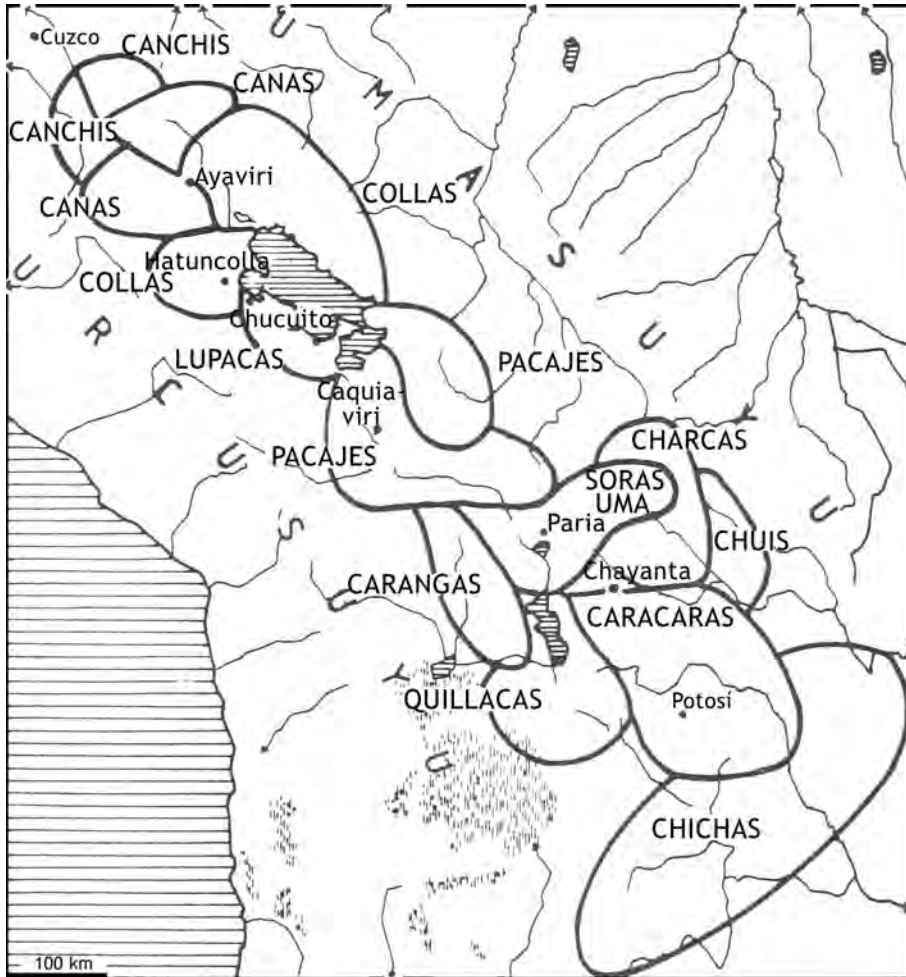 Cuzco
CANCHIS
U M A S U Y U
CANAS
CANCHIS
Ayaviri
COLLAS
CANAS
U R C U S U Y U
Hatuncolla
COLLAS
Chucuito
LUPACAS
PACAJES
Caquia-
viri
PACAJES
CHARCAS
SORAS
UMA
Paria
CHUIS
Chayanta
CARANGAS
CARACARAS
QUILLACAS
Potosí
CHICHAS
100 km